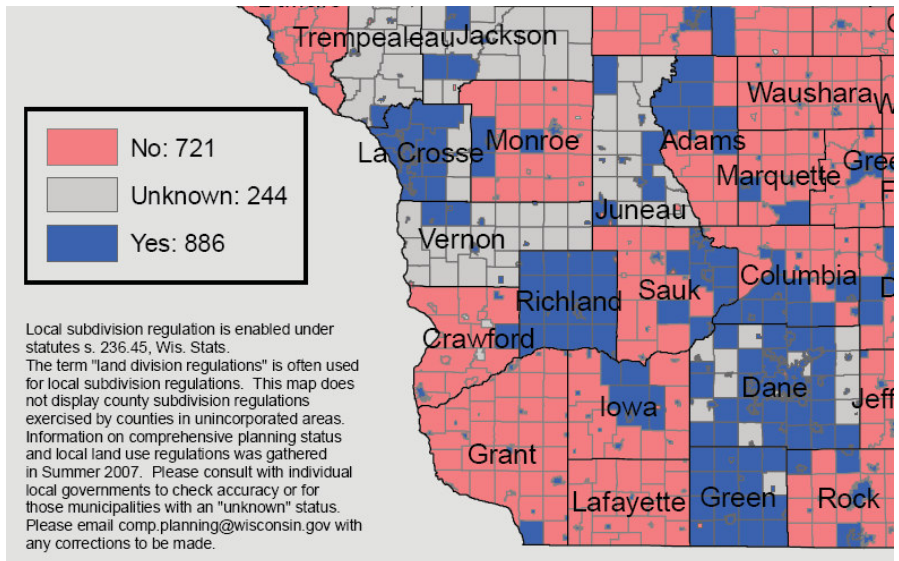 Trempealeau
Jackson
Waushara
No: 721
La Crosse
Monroe
Adams
Marquette
Unknown: 244
Juneau
Vernon
Yes: 886
Columbia
Richland
Sauk
Crawford
Dane
Iowa
Grant
Lafayette
Green
Rock
Local subdivision regulation is enabled under
statutes s. 236.45, Wis. Stats.
The term "land division regulations" is often used
for local subdivision regulations.  This map does
not display county subdivision regulations
exercised by counties in unincorporated areas.
Information on comprehensive planning status
and local land use regulations was gathered
in Summer 2007.  Please consult with individual
local governments to check accuracy or for
those municipalities with an "unknown" status.
Please email comp.planning@wisconsin.gov with
any corrections to be made.